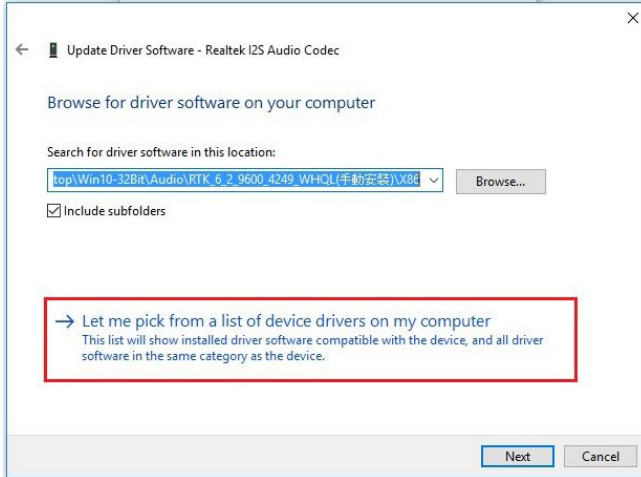 Update Driver Software - Realtek I2S Audio Codec
Browse for driver software on your computer
Search for driver software in this location:
top\Win10-32Bit\Audio\RTK_6_2_9600_4249_WHQL(手動安裝)\X86
Browse...
Include subfolders
Let me pick from a list of device drivers on my computer
This list will show installed driver software compatible with the device, and all driver
software in the same category as the device.
Next
Cancel